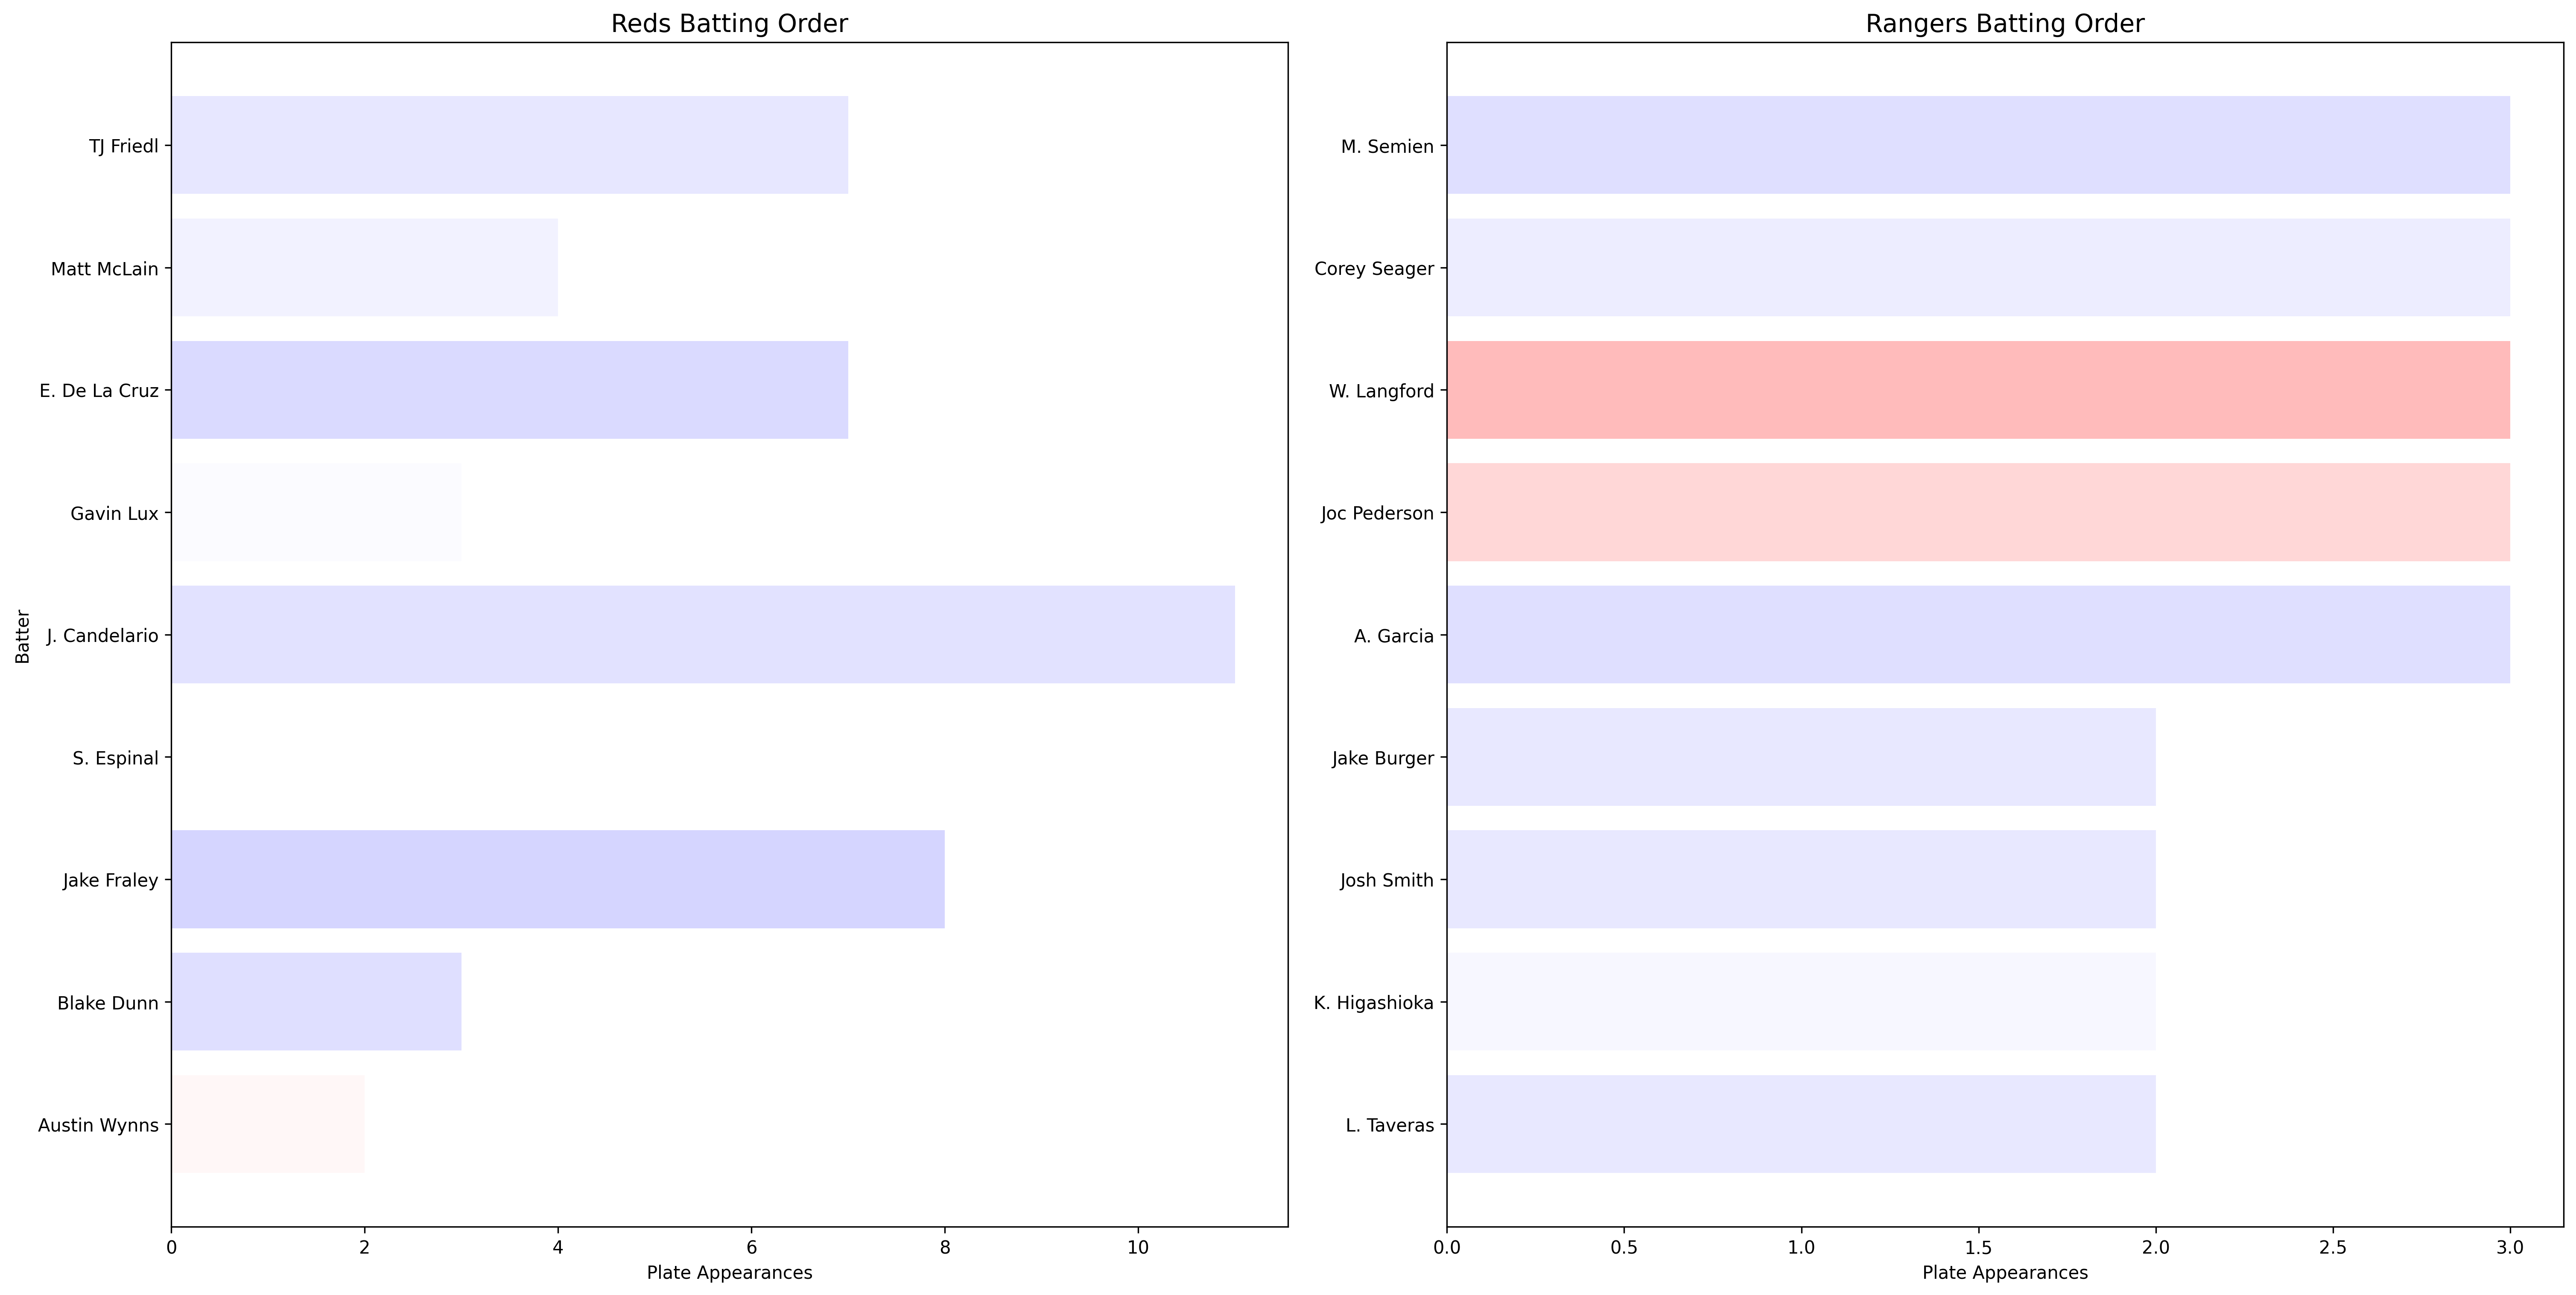 Reds Batting Order
Batter
TJ Friedl
Matt McLain
E. De La Cruz
Gavin Lux
J. Candelario
S. Espinal
Jake Fraley
Blake Dunn
Austin Wynns
0 2 4 6 8 10
Plate Appearances
Rangers Batting Order
M. Semien
Corey Seager
W. Langford
Joc Pederson
A. Garcia
Jake Burger
Josh Smith
K. Higashioka
L. Taveras
0.0 0.5 1.0 1.5 2.0 2.5 3.0
Plate Appearances